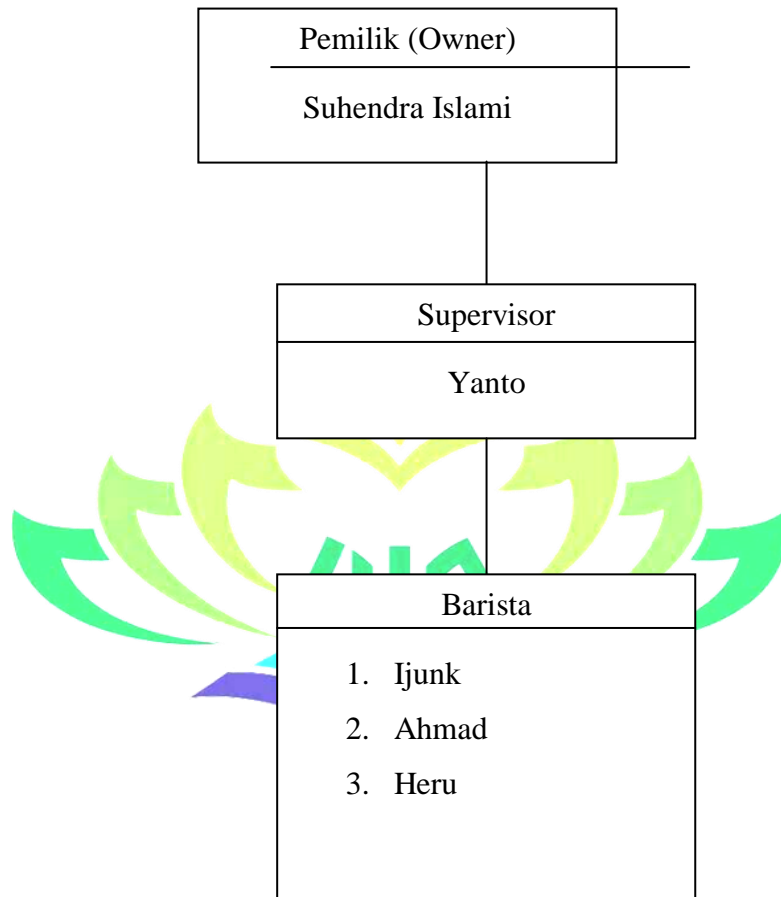 Pemilik (Owner)
Suhendra Islami
Supervisor
Yanto
Barista
1. Ijunk
2. Ahmad
3. Heru